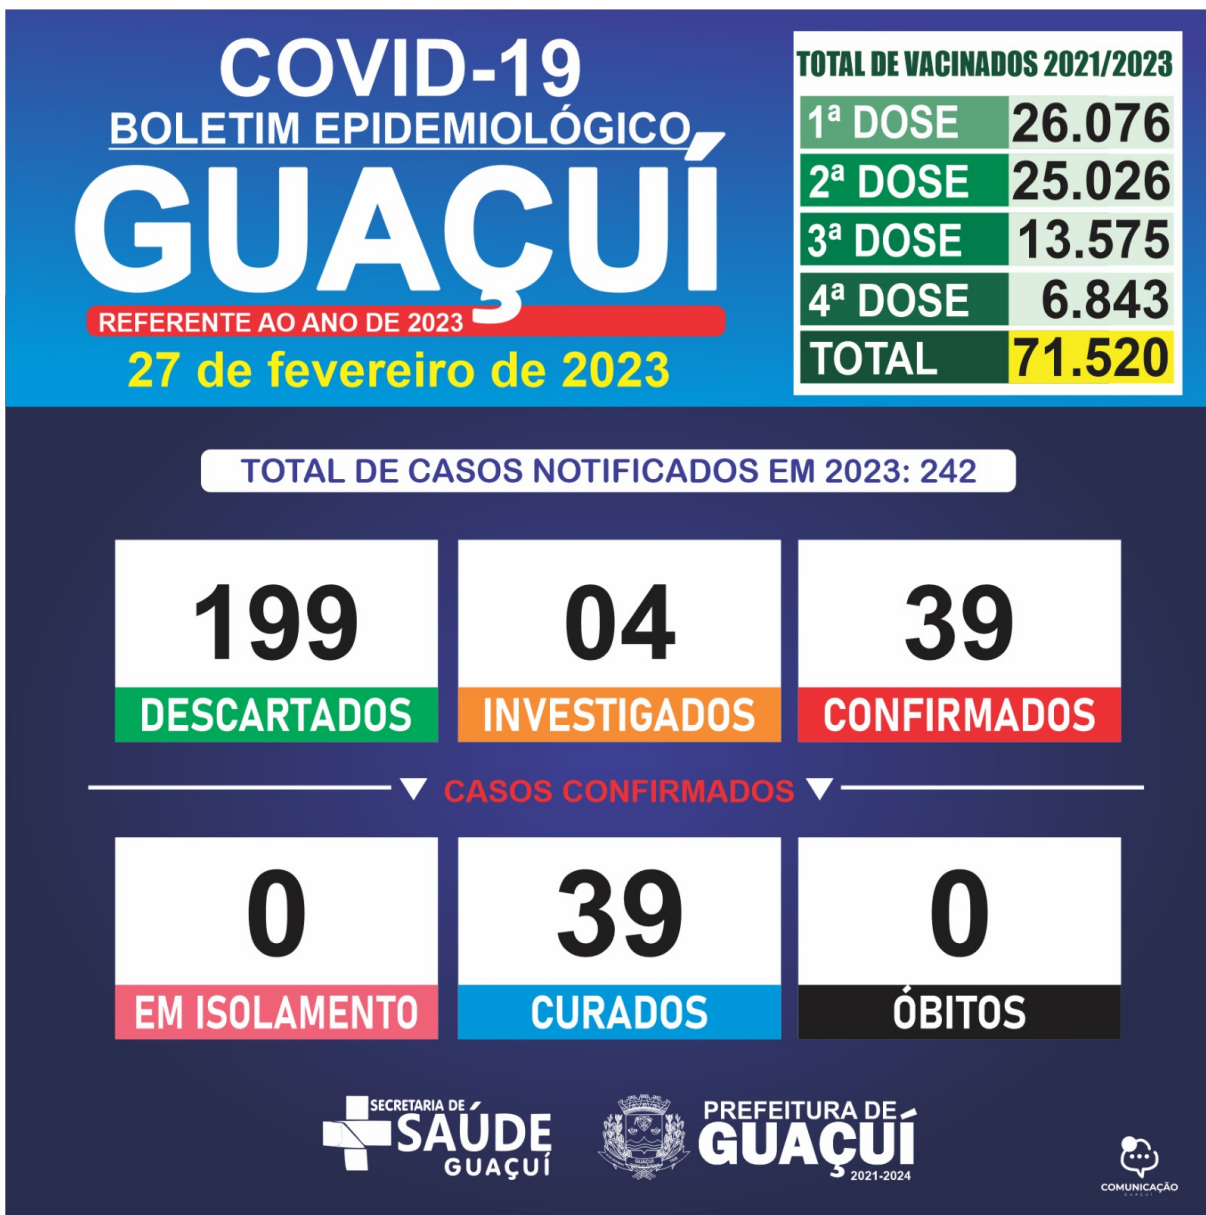 COVID-19
BOLETIM EPIDEMIOLÓGICO
GUAÇUÍ
REFERENTE AO ANO DE 2023
27 de fevereiro de 2023
TOTAL DE VACINADOS 2021/2023
1ª DOSE 26.076
2ª DOSE 25.026
3ª DOSE 13.575
4ª DOSE 6.843
TOTAL 71.520
TOTAL DE CASOS NOTIFICADOS EM 2023: 242
199 04 39
DESCARTADOS INVESTIGADOS CONFIRMADOS
CASOS CONFIRMADOS
0 39 0
EM ISOLAMENTO CURADOS ÓBITOS
SECRETARIA DE
SAÚDE
GUAÇUÍ
PREFEITURA DE
GUAÇUÍ
2021-2024
COMUNICAÇÃO
GUAÇUÍ